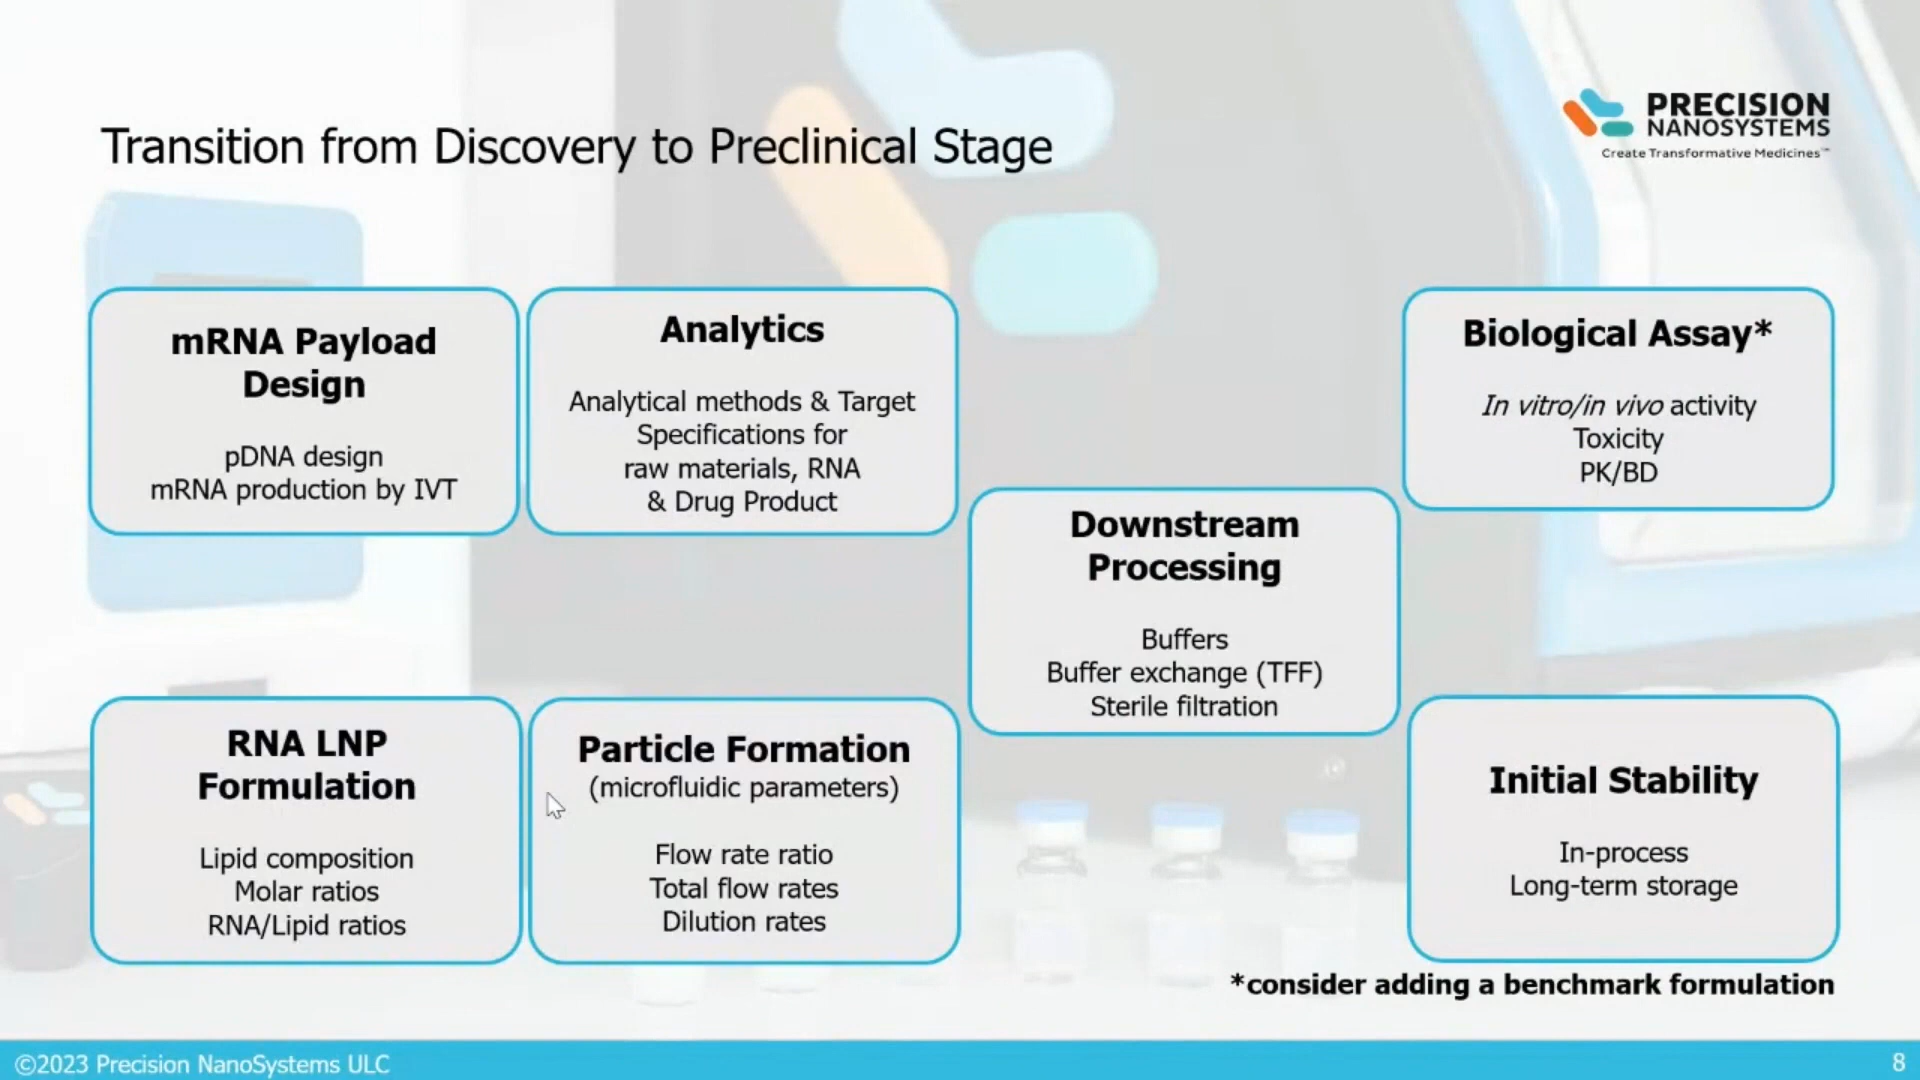 Transition from Discovery to Preclinical Stage
PRECISION
NANOSYSTEMS
Create Transformative Medicines™
mRNA Payload
Design
pDNA design
mRNA production by IVT
Analytics
Analytical methods & Target
Specifications for
raw materials, RNA
& Drug Product
Biological Assay*
In vitro/in vivo activity
Toxicity
PK/BD
Downstream
Processing
Buffers
Buffer exchange (TFF)
Sterile filtration
RNA LNP
Formulation
Lipid composition
Molar ratios
RNA/Lipid ratios
Particle Formation
(microfluidic parameters)
Flow rate ratio
Total flow rates
Dilution rates
Initial Stability
In-process
Long-term storage
*consider adding a benchmark formulation
©2023 Precision NanoSystems ULC
8